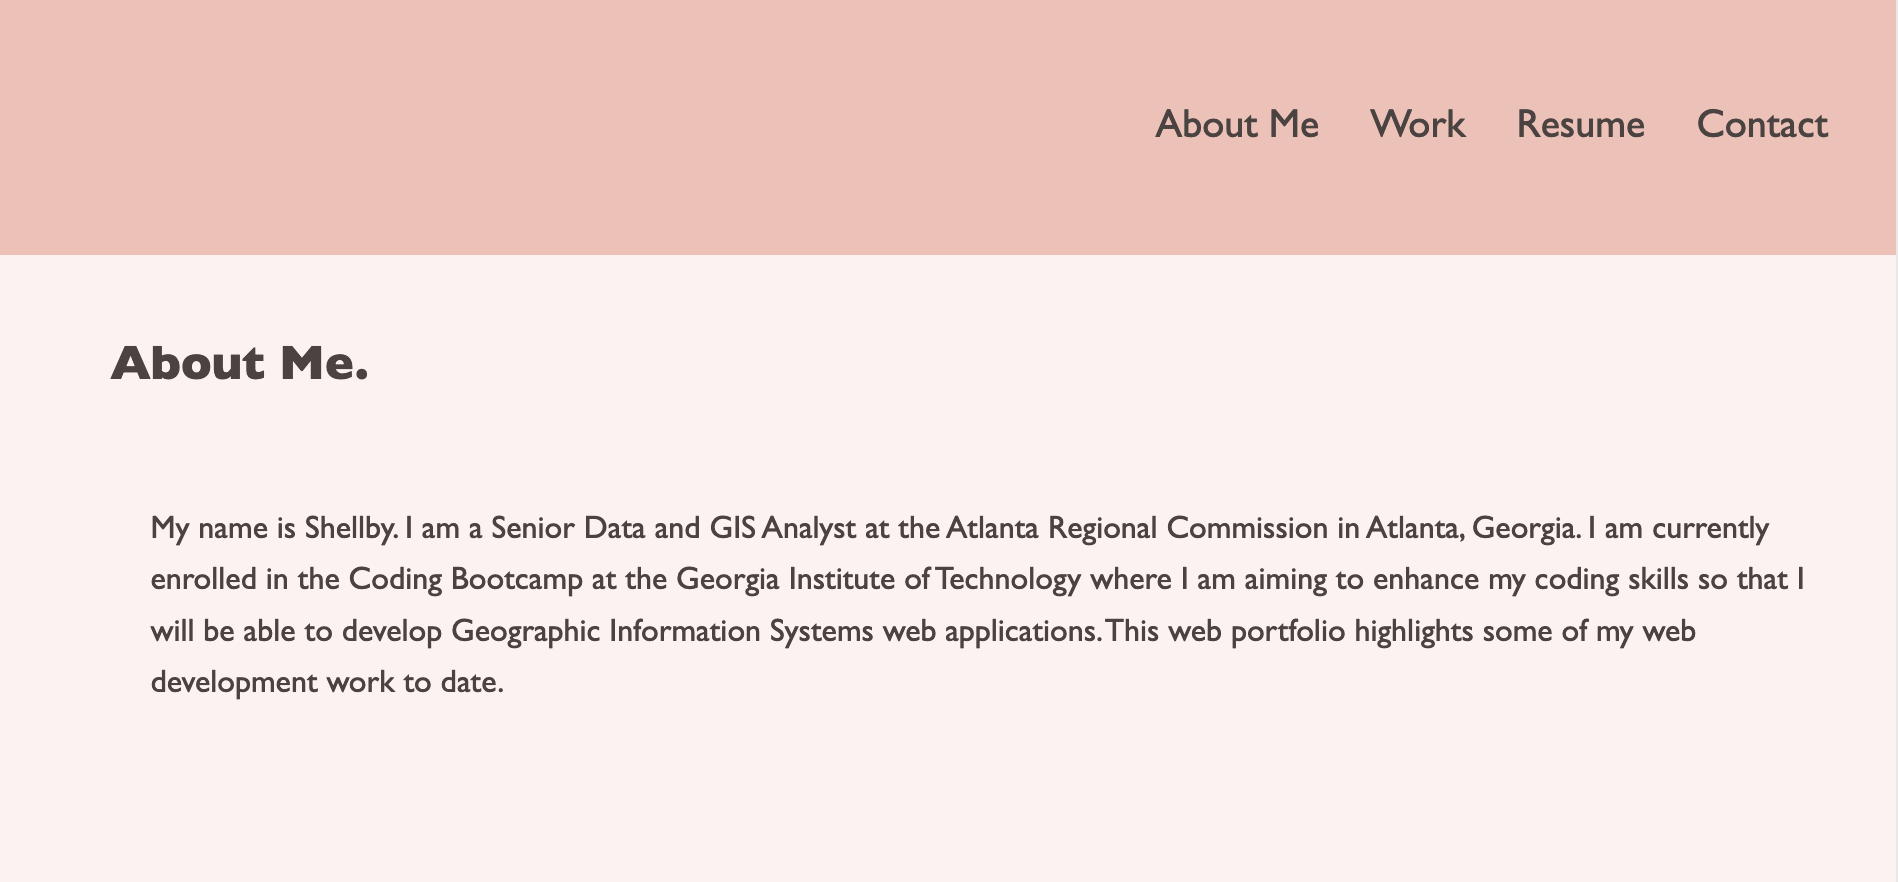 About Me Work Resume Contact
About Me.
My name is Shellby. I am a Senior Data and GIS Analyst at the Atlanta Regional Commission in Atlanta, Georgia. I am currently
enrolled in the Coding Bootcamp at the Georgia Institute of Technology where I am aiming to enhance my coding skills so that I
will be able to develop Geographic Information Systems web applications. This web portfolio highlights some of my web
development work to date.